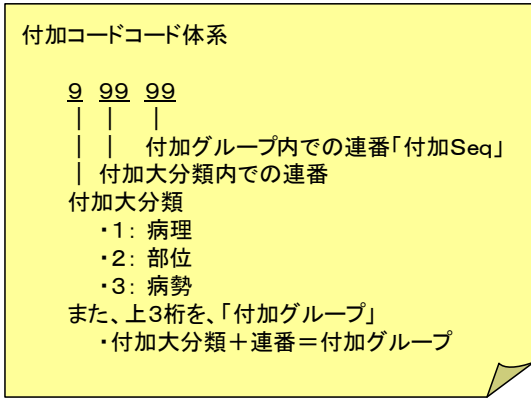 付加コードコード体系
９ ９９ ９９
｜ ｜ ｜
｜ ｜ 付加グループ内での連番「付加Seq」
｜ 付加大分類内での連番
付加大分類
・１： 病理
・２： 部位
・３： 病勢
また、上３桁を、「付加グループ」
・付加大分類＋連番＝付加グループ